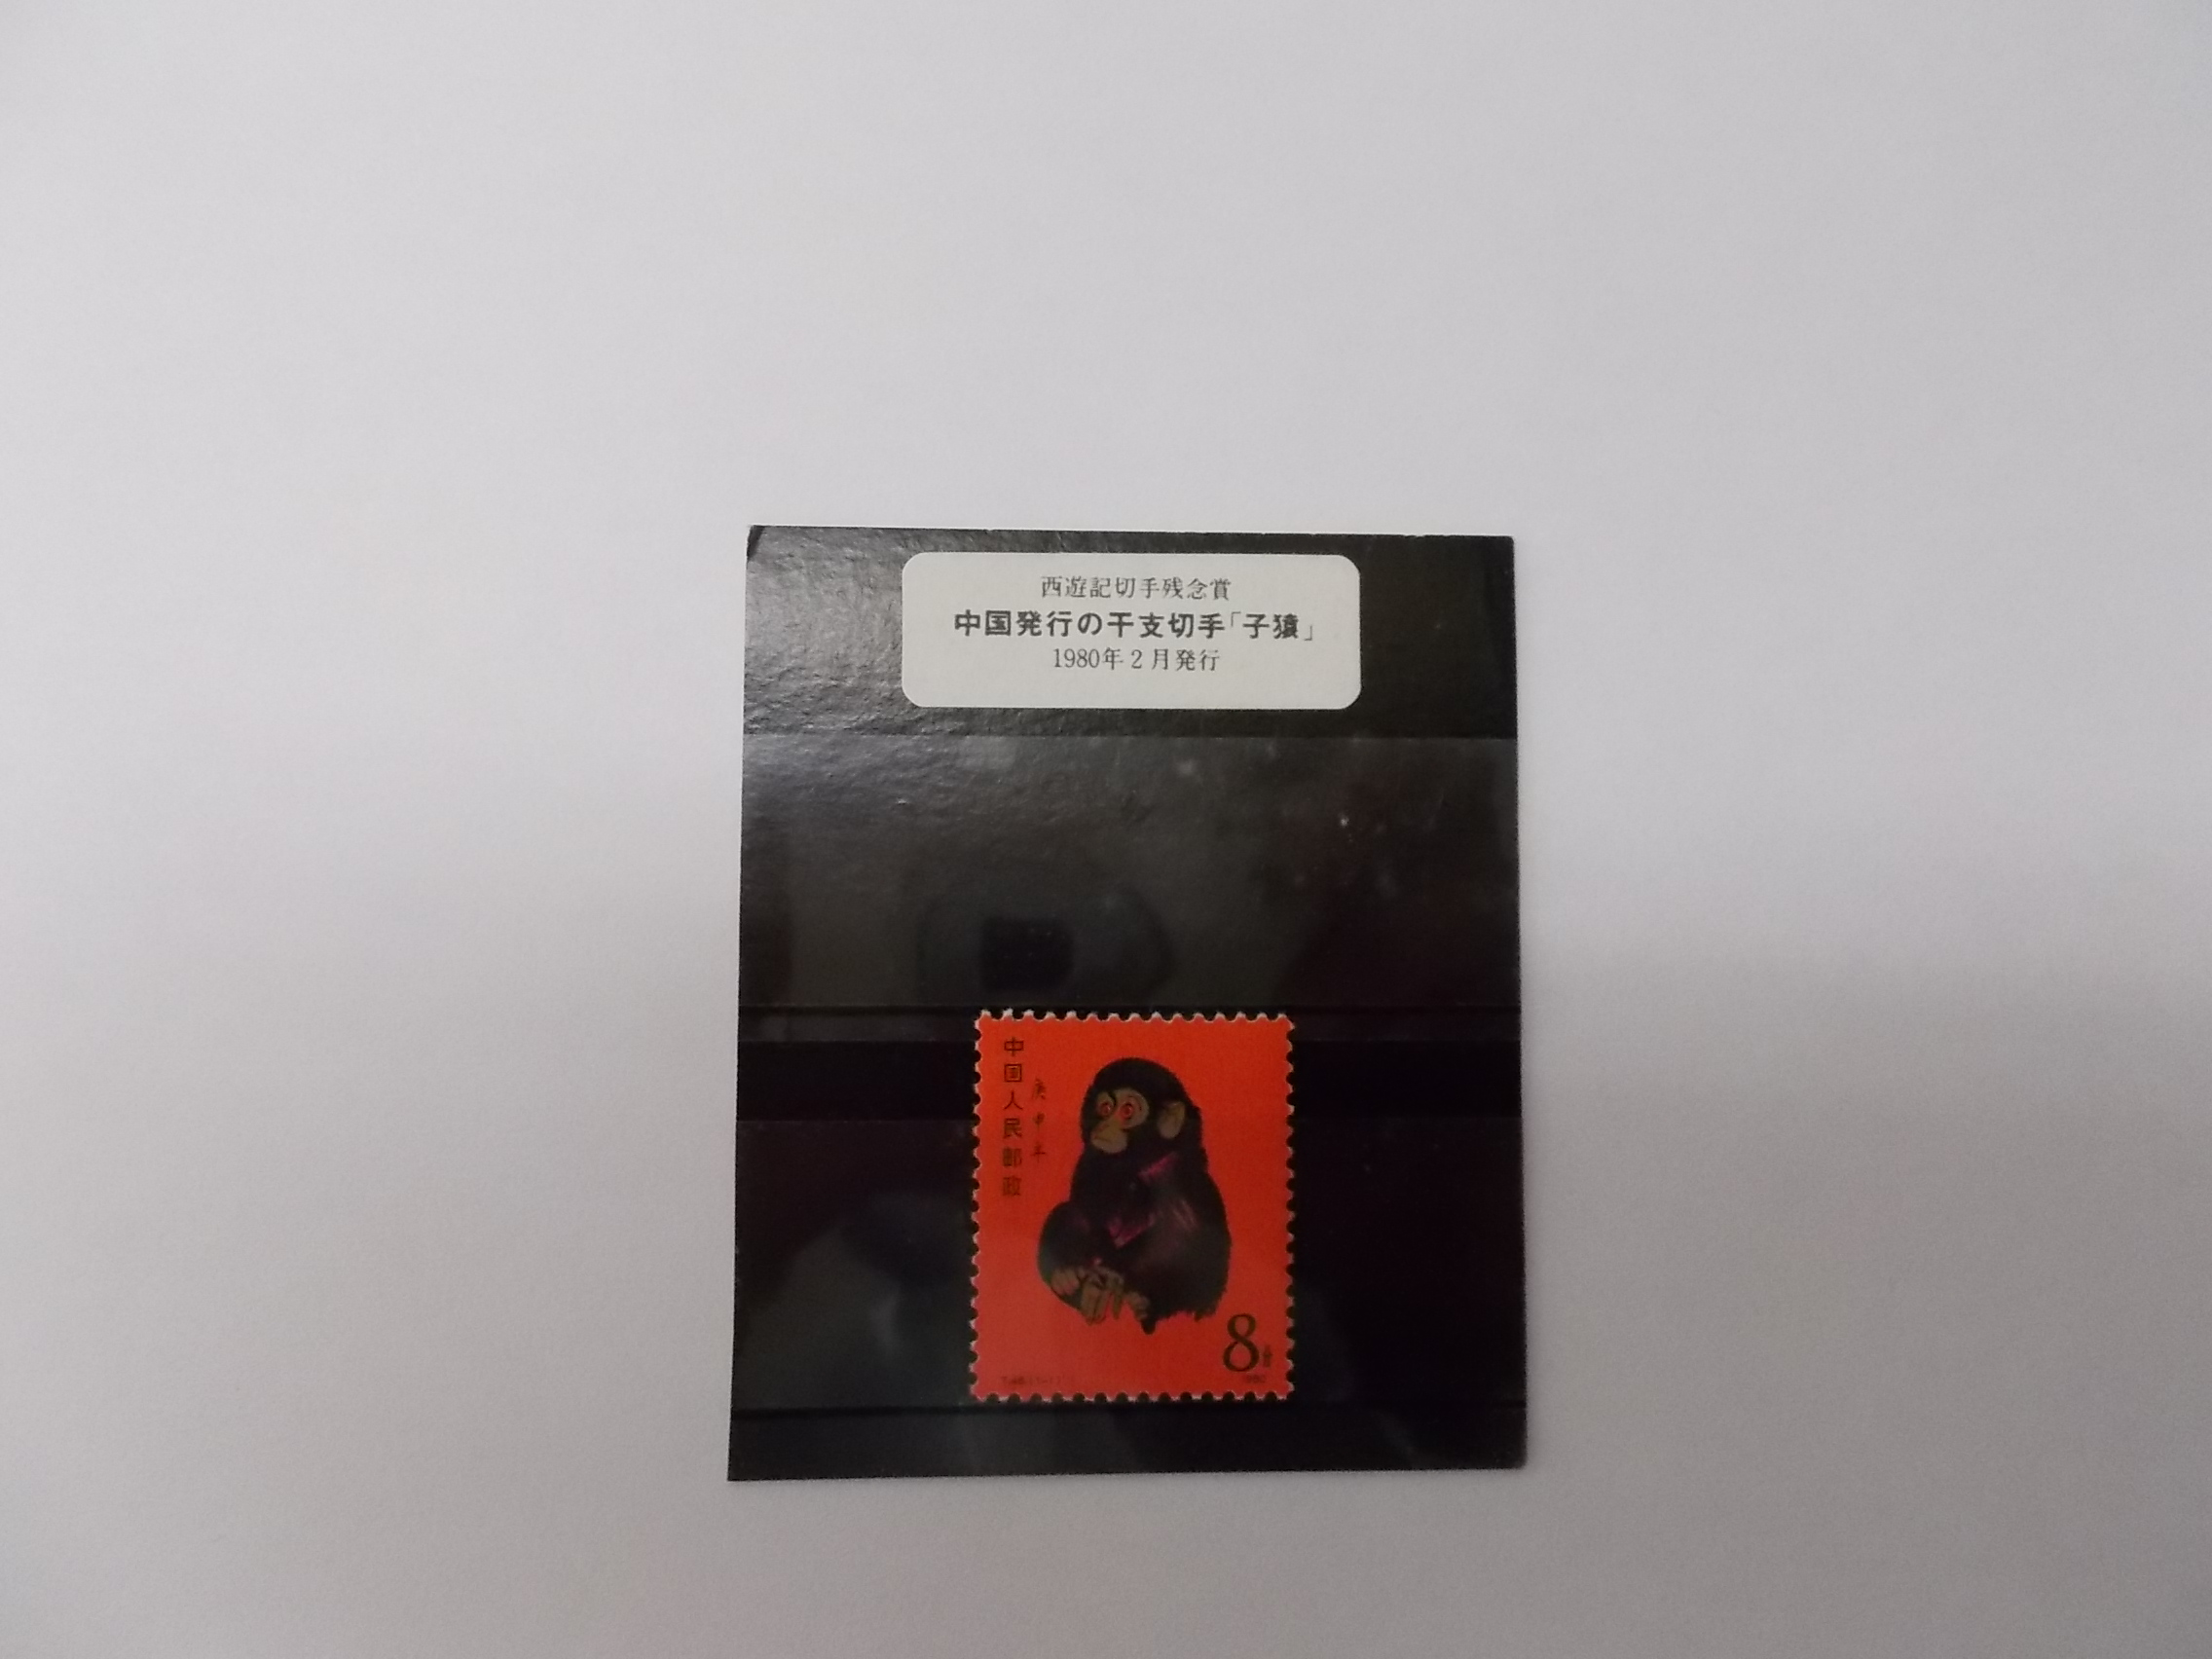 西遊記切手残念賞
中国発行の干支切手「子猿」
1980年2月発行
中国人民邮政
庚申年
8分
1980